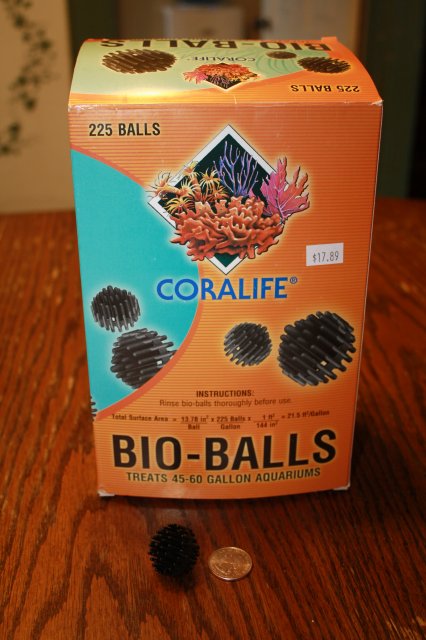 BIO-BALLS
CORALIFE
225 BALLS
225 BALLS
$17.89
CORALIFE®
INSTRUCTIONS:
Rinse bio-balls thoroughly before use.
Total Surface Area = 13.78 in² x 225 Balls x 1 ft² = 21.5 ft²/Gallon
Ball Gallon 144 in²
BIO-BALLS
TREATS 45-60 GALLON AQUARIUMS